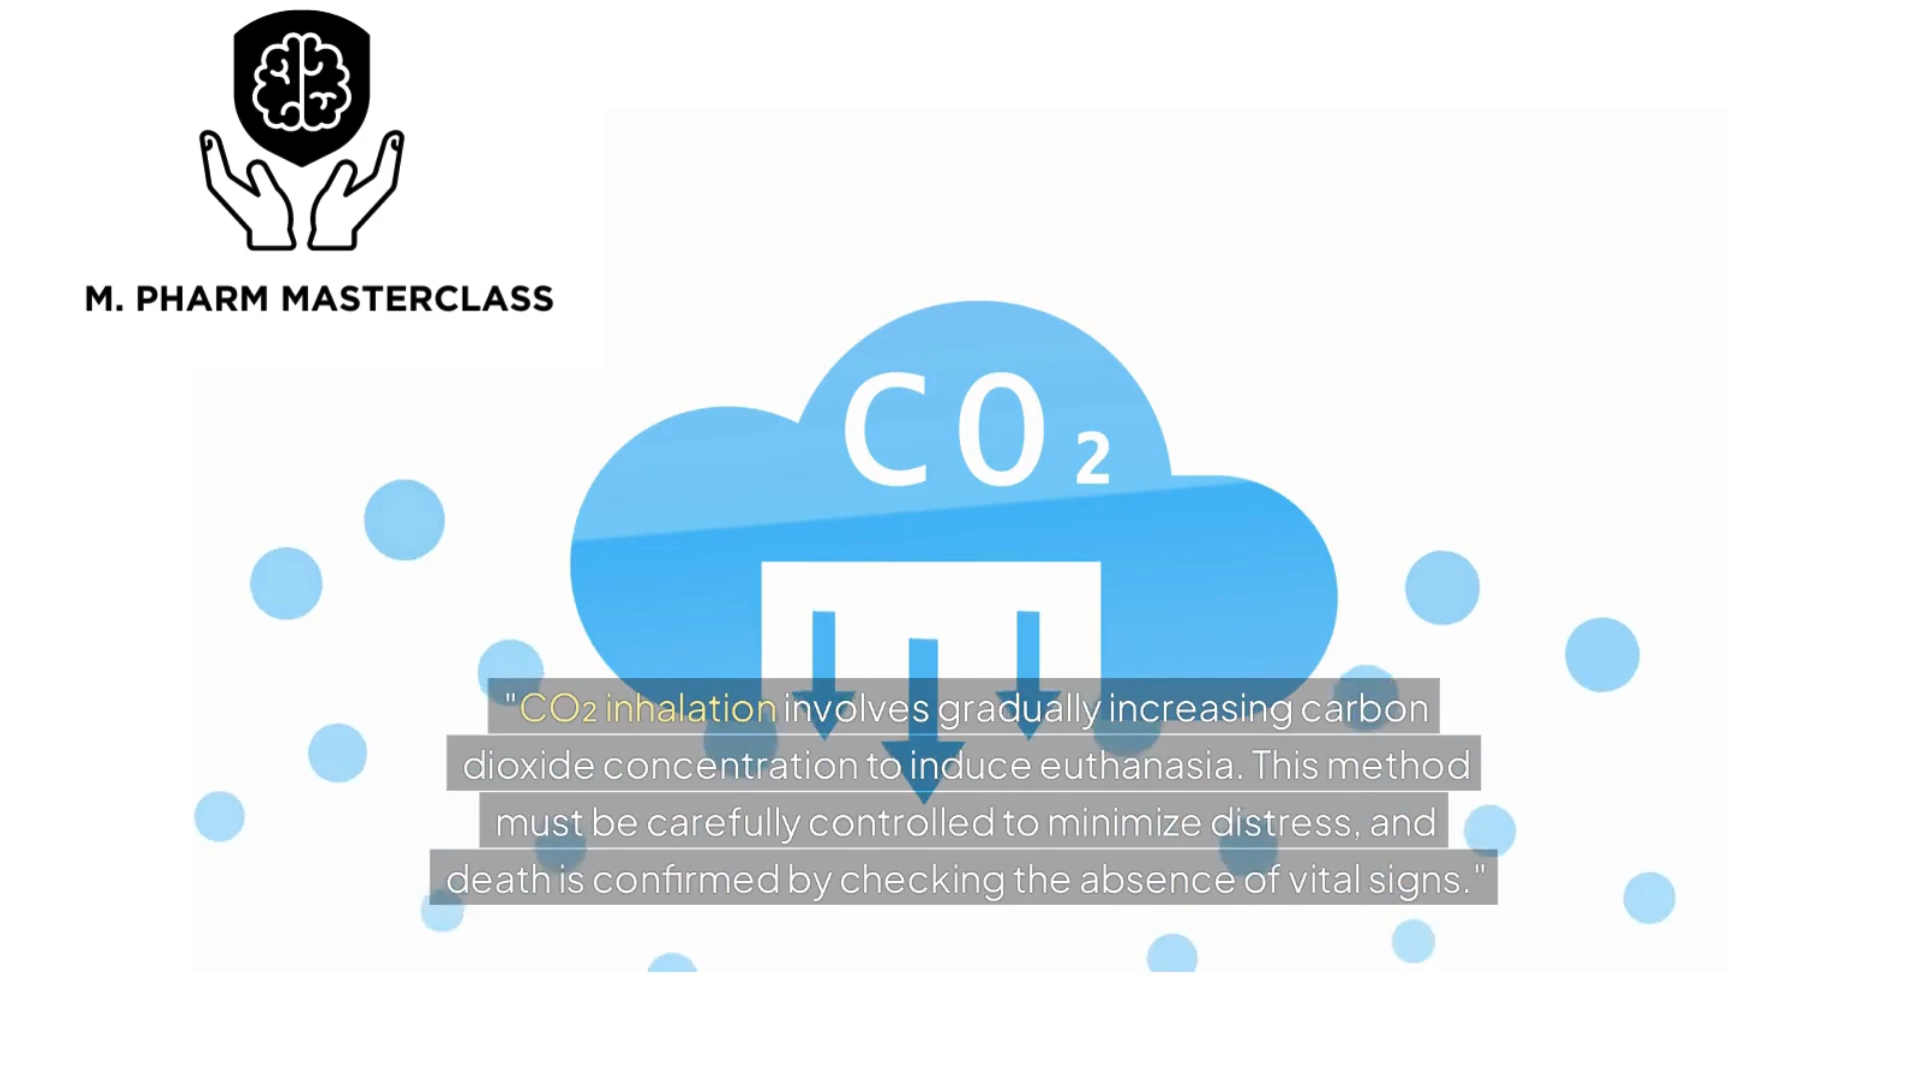 M. PHARM MASTERCLASS
CO₂
"CO₂ inhalation involves gradually increasing carbon
dioxide concentration to induce euthanasia. This method
must be carefully controlled to minimize distress, and
death is confirmed by checking the absence of vital signs."